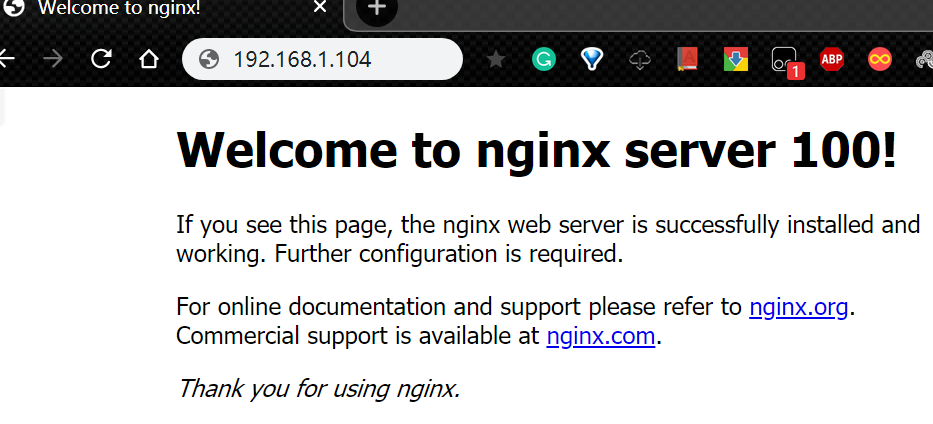 Welcome to nginx!
192.168.1.104
1
ABP
Welcome to nginx server 100!
If you see this page, the nginx web server is successfully installed and
working. Further configuration is required.
For online documentation and support please refer to nginx.org.
Commercial support is available at nginx.com.
Thank you for using nginx.